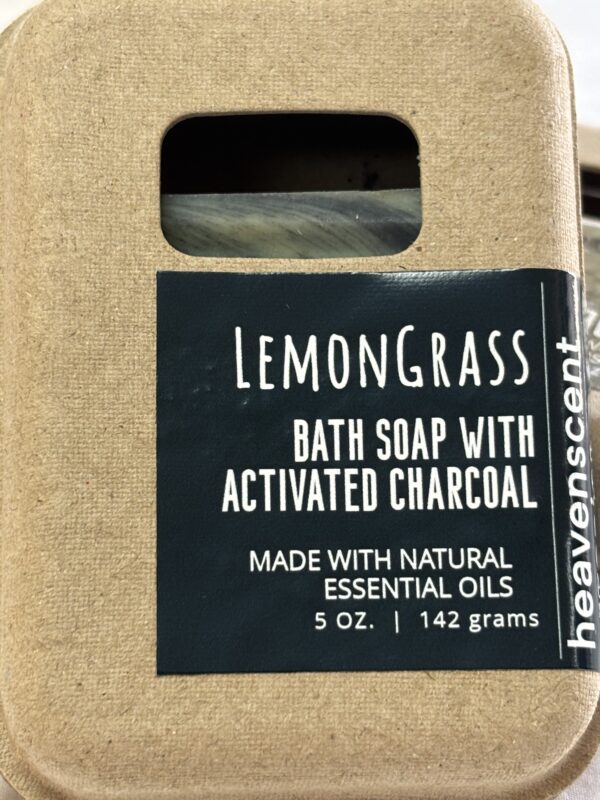 LEMONGRASS
BATH SOAP WITH
ACTIVATED CHARCOAL
MADE WITH NATURAL
ESSENTIAL OILS
5 OZ. | 142 grams
heavenscent